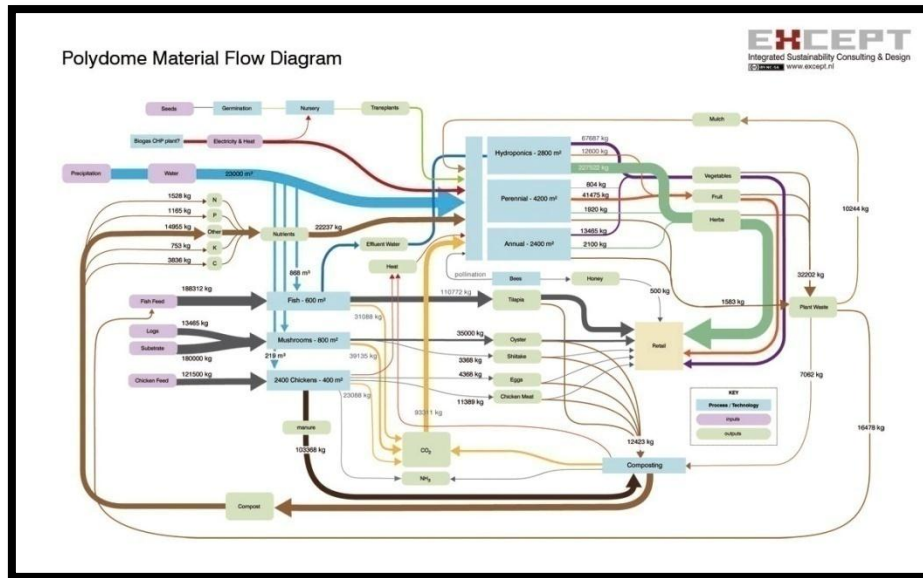 Polydome Material Flow Diagram
EXCEPT
Integrated Sustainability Consulting & Design
www.except.nl
Seeds
Germination
Nursery
Transplants
Mulch
Biogas CHP plant?
Electricity & Heat
Hydroponics - 2800 m²
67687 kg
12600 kg
Precipitation
Water
23000 m³
Vegetables
Perennial - 4200 m²
804 kg
41475 kg
1920 kg
Fruit
Herbs
10244 kg
1528 kg
N
1165 kg
P
14955 kg
Other
Nutrients
22237 kg
753 kg
K
3836 kg
C
Effluent Water
Annual - 2400 m²
13465 kg
2100 kg
868 m³
Heat
pollination
Bees
Honey
500 kg
32202 kg
1583 kg
Plant Waste
Fish Feed
188312 kg
Fish - 600 m²
110772 kg
Tilapia
31088 kg
Logs
13465 kg
Substrate
180000 kg
Mushrooms - 800 m²
35000 kg
Oyster
Retail
39135 kg
3368 kg
Shiitake
219 m³
Chicken Feed
121500 kg
2400 Chickens - 400 m²
4366 kg
Eggs
23088 kg
11389 kg
Chicken Meat
7062 kg
KEY
Process / Technology
inputs
outputs
manure
103368 kg
93311 kg
CO₂
12423 kg
16478 kg
NH₃
Composting
Compost